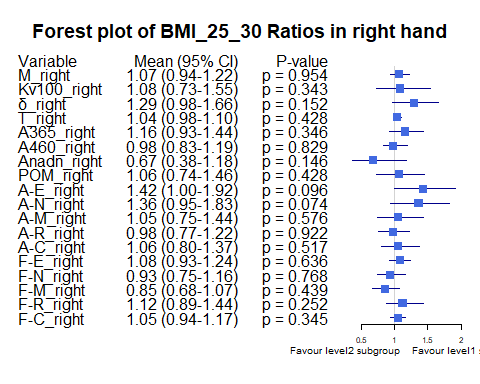 Forest plot of BMI_25_30 Ratios in right hand
Variable Mean (95% CI) P-value
M_right 1.07 (0.94-1.22) p = 0.954
Kv100_right 1.08 (0.73-1.55) p = 0.343
δ_right 1.29 (0.98-1.66) p = 0.152
T_right 1.04 (0.98-1.10) p = 0.428
A365_right 1.16 (0.93-1.44) p = 0.346
A460_right 0.98 (0.83-1.19) p = 0.829
Anadn_right 0.67 (0.38-1.18) p = 0.146
POM_right 1.06 (0.74-1.46) p = 0.428
A-E_right 1.42 (1.00-1.92) p = 0.096
A-N_right 1.36 (0.95-1.83) p = 0.074
A-M_right 1.05 (0.75-1.44) p = 0.576
A-R_right 0.98 (0.77-1.22) p = 0.922
A-C_right 1.06 (0.80-1.37) p = 0.517
F-E_right 1.08 (0.93-1.24) p = 0.636
F-N_right 0.93 (0.75-1.16) p = 0.768
F-M_right 0.85 (0.68-1.07) p = 0.439
F-R_right 1.12 (0.89-1.44) p = 0.252
F-C_right 1.05 (0.94-1.17) p = 0.345
0.5 1 1.5 2
Favour level2 subgroup Favour level1 s